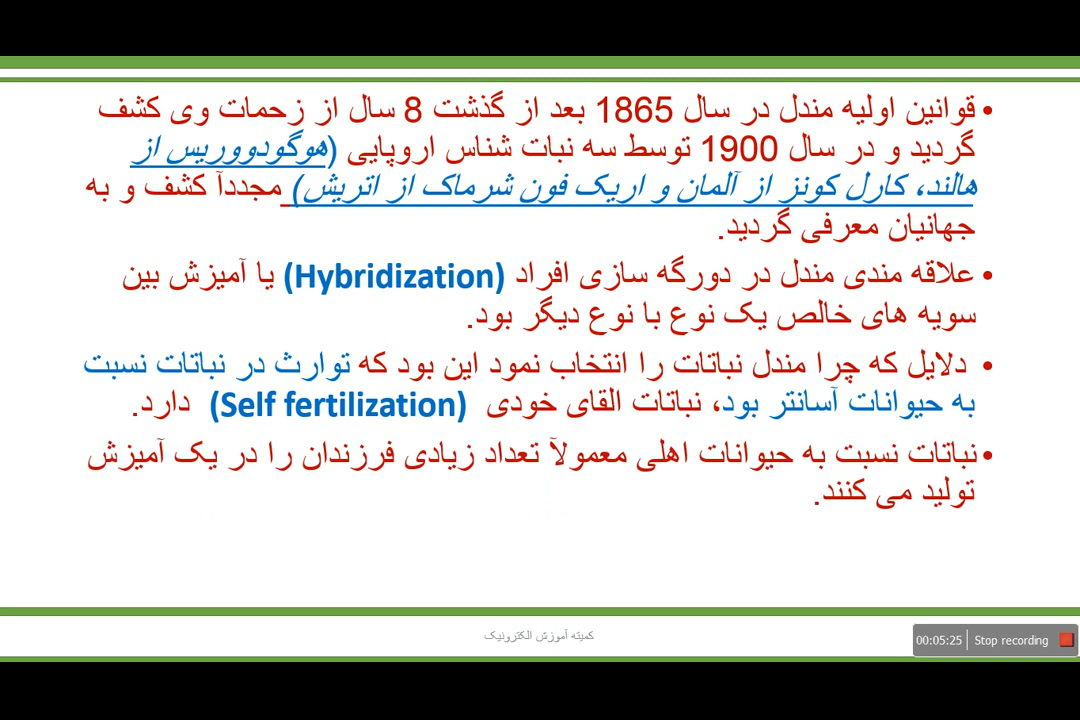 • قوانین اولیه مندل در سال 1865 بعد از گذشت 8 سال از زحمات وی کشف
گردید و در سال 1900 توسط سه نبات شناس اروپایی (هوگودووریس از
هالند، کارل کونز از آلمان و اریک فون شرماک از اتریش) مجدداً کشف و به
جهانیان معرفی گردید.
• علاقه مندی مندل در دورگه سازی افراد (Hybridization) یا آمیزش بین
سویه های خالص یک نوع با نوع دیگر بود.
• دلایل که چرا مندل نباتات را انتخاب نمود این بود که توارث در نباتات نسبت
به حیوانات آسانتر بود، نباتات القای خودی (Self fertilization) دارد.
• نباتات نسبت به حیوانات اهلی معمولاً تعداد زیادی فرزندان را در یک آمیزش
تولید می کنند.
کمیته آموزش الکترونیک
00:05:25 Stop recording